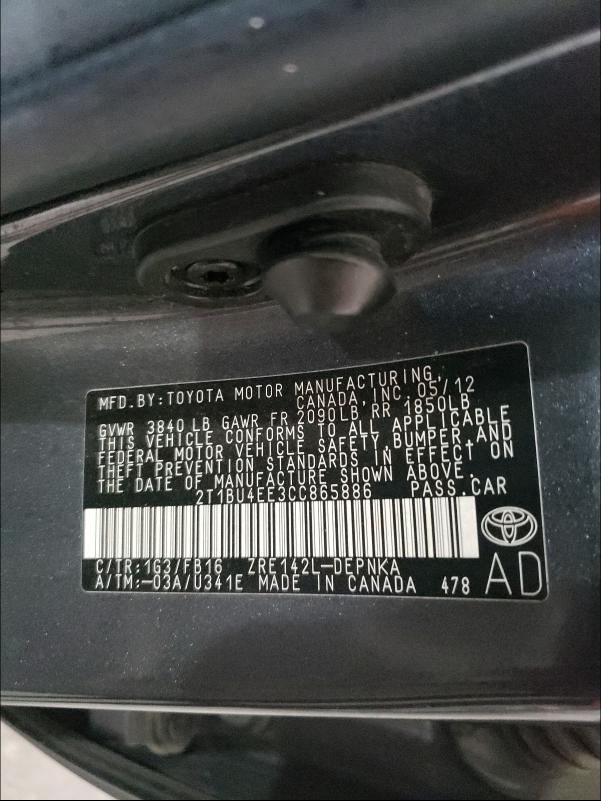 MFD.BY:TOYOTA MOTOR MANUFACTURING,
CANADA, INC. 05/12
GVWR 3840LB GAWR FR 2090LB RR 1850LB
THIS VEHICLE CONFORMS TO ALL APPLICABLE
FEDERAL MOTOR VEHICLE SAFETY,BUMPER,AND
THEFT PREVENTION STANDARDS IN EFFECT ON
THE DATE OF MANUFACTURE SHOWN ABOVE.
2T1BU4EE3CC865886 PASS.CAR
C/TR:1G3/FB16 ZRE142L-DEPNKA
A/TM:-03A/U341E MADE IN CANADA 478
AD